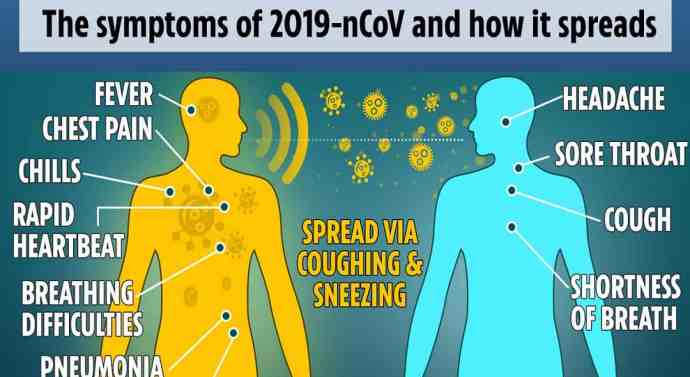 The symptoms of 2019-nCoV and how it spreads
FEVER
CHEST PAIN
CHILLS
RAPID
HEARTBEAT
BREATHING
DIFFICULTIES
PNEUMONIA
SPREAD VIA
COUGHING &
SNEEZING
HEADACHE
SORE THROAT
COUGH
SHORTNESS
OF BREATH